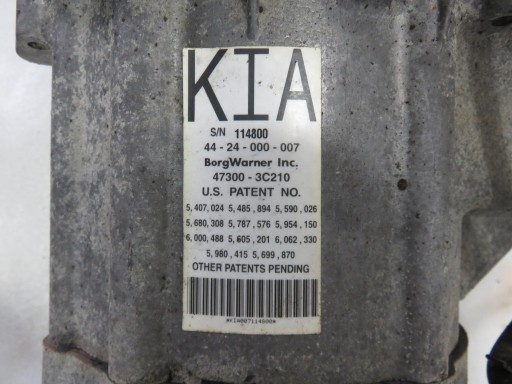 KIA
S/N 114800
44-24-000-007
BorgWarner Inc.
47300-3C210
U.S. PATENT NO.
5,407,024 5,485,894 5,590,026
5,680,308 5,787,576 5,954,150
6,000,488 5,605,201 6,062,330
5,980,415 5,699,870
OTHER PATENTS PENDING
*KIA007114800*